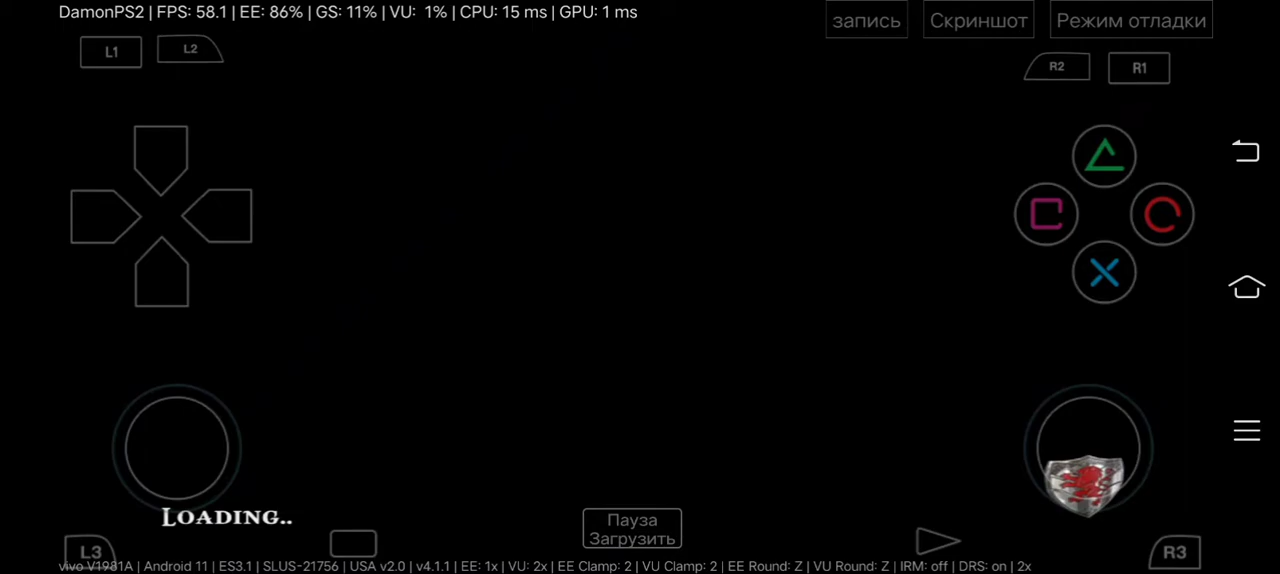 DamonPS2 | FPS: 58.1 | EE: 86% | GS: 11% | VU: 1% | CPU: 15 ms | GPU: 1 ms
запись
Скриншот
Режим отладки
L1
L2
R2
R1
LOADING..
Пауза
Загрузить
L3
R3
vivo V1981A | Android 11 | ES3.1 | SLUS-21756 | USA v2.0 | v4.1.1 | EE: 1x | VU: 2x | EE Clamp: 2 | VU Clamp: 2 | EE Round: Z | VU Round: Z | IRM: off | DRS: on | 2x